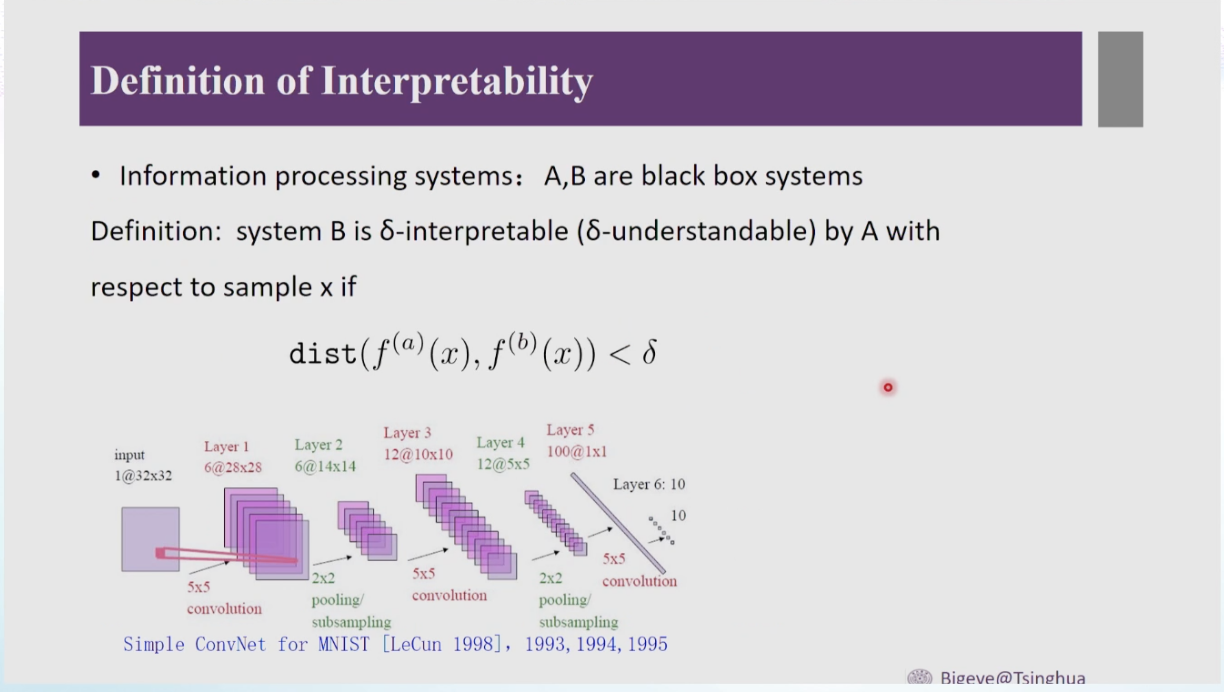 Definition of Interpretability
• Information processing systems： A,B are black box systems
Definition: system B is δ-interpretable (δ-understandable) by A with
respect to sample x if
dist(f^(a)(x), f^(b)(x)) < δ
input
1@32x32
Layer 1
6@28x28
Layer 2
6@14x14
Layer 3
12@10x10
Layer 4
12@5x5
Layer 5
100@1x1
Layer 6: 10
10
5x5
convolution
2x2
pooling/
subsampling
5x5
convolution
2x2
pooling/
subsampling
5x5
convolution
Simple ConvNet for MNIST [LeCun 1998], 1993,1994,1995
Bigeye@Tsinghua